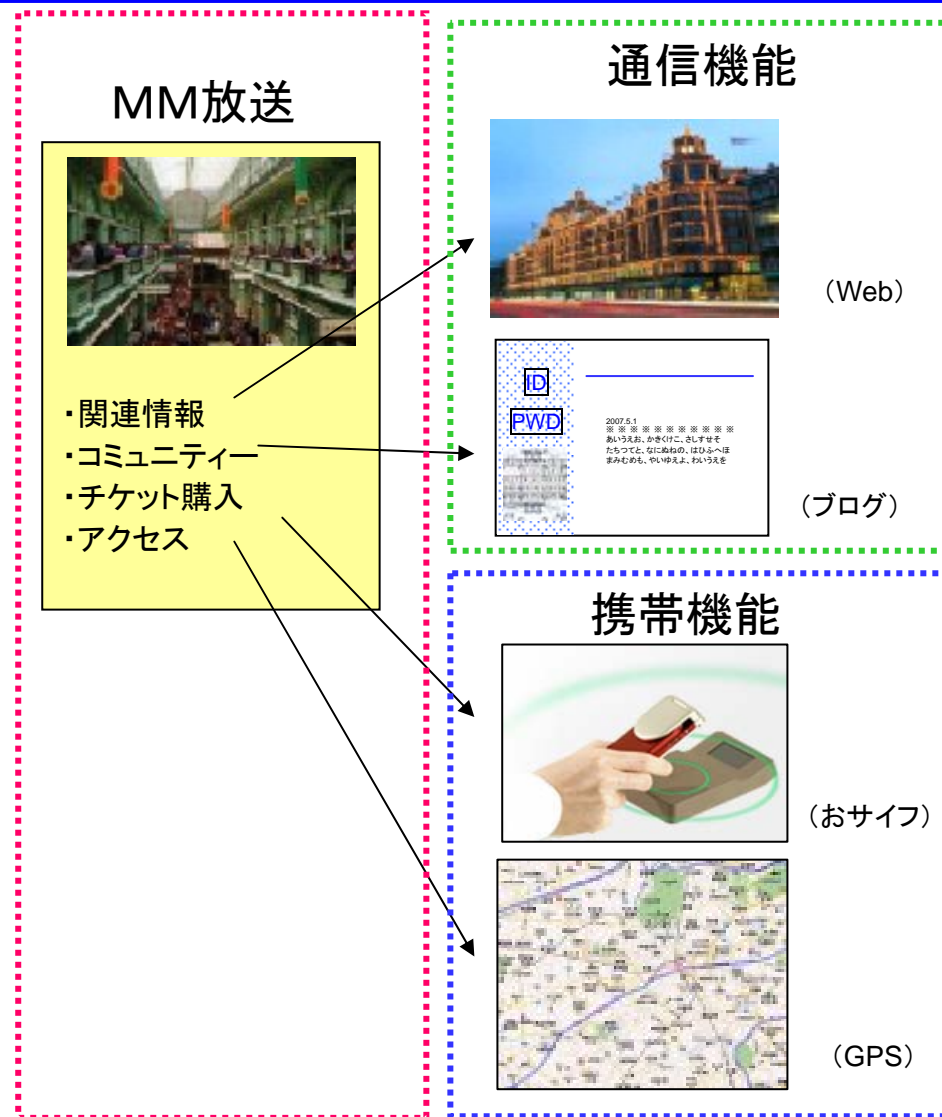 MM放送
・関連情報
・コミュニティー
・チケット購入
・アクセス
通信機能
（Web）
ID
PWD
2007.5.1
※ ※ ※ ※ ※ ※ ※ ※ ※ ※ ※
あいうえお、かきくけこ、さしすせそ
たちつてと、なにぬねの、はひふへほ
まみむめも、やいゆえよ、わいうえを
（ブログ）
携帯機能
（おサイフ）
（GPS）